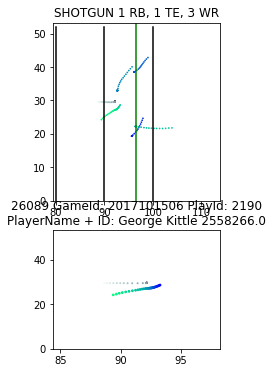 SHOTGUN 1 RB, 1 TE, 3 WR
50
40
30
20
10
0
80 90 100 110
26089 GameId: 2017101506 PlayId: 2190
PlayerName + ID: George Kittle 2558266.0
40
20
0
85 90 95